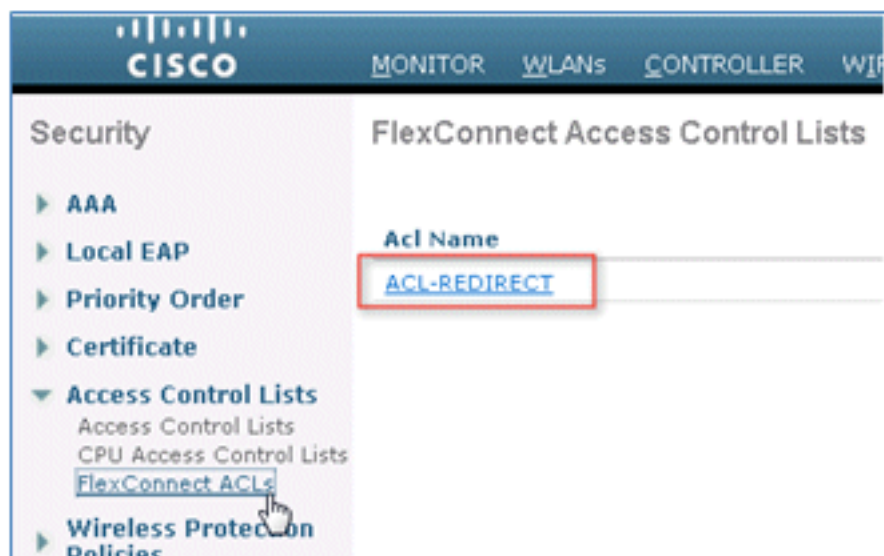 CISCO
MONITOR WLANs CONTROLLER
Security
FlexConnect Access Control Lists
AAA
Local EAP
Priority Order
Certificate
Access Control Lists
Access Control Lists
CPU Access Control Lists
FlexConnect ACLs
Wireless Protection
Policies
Acl Name
ACL-REDIRECT